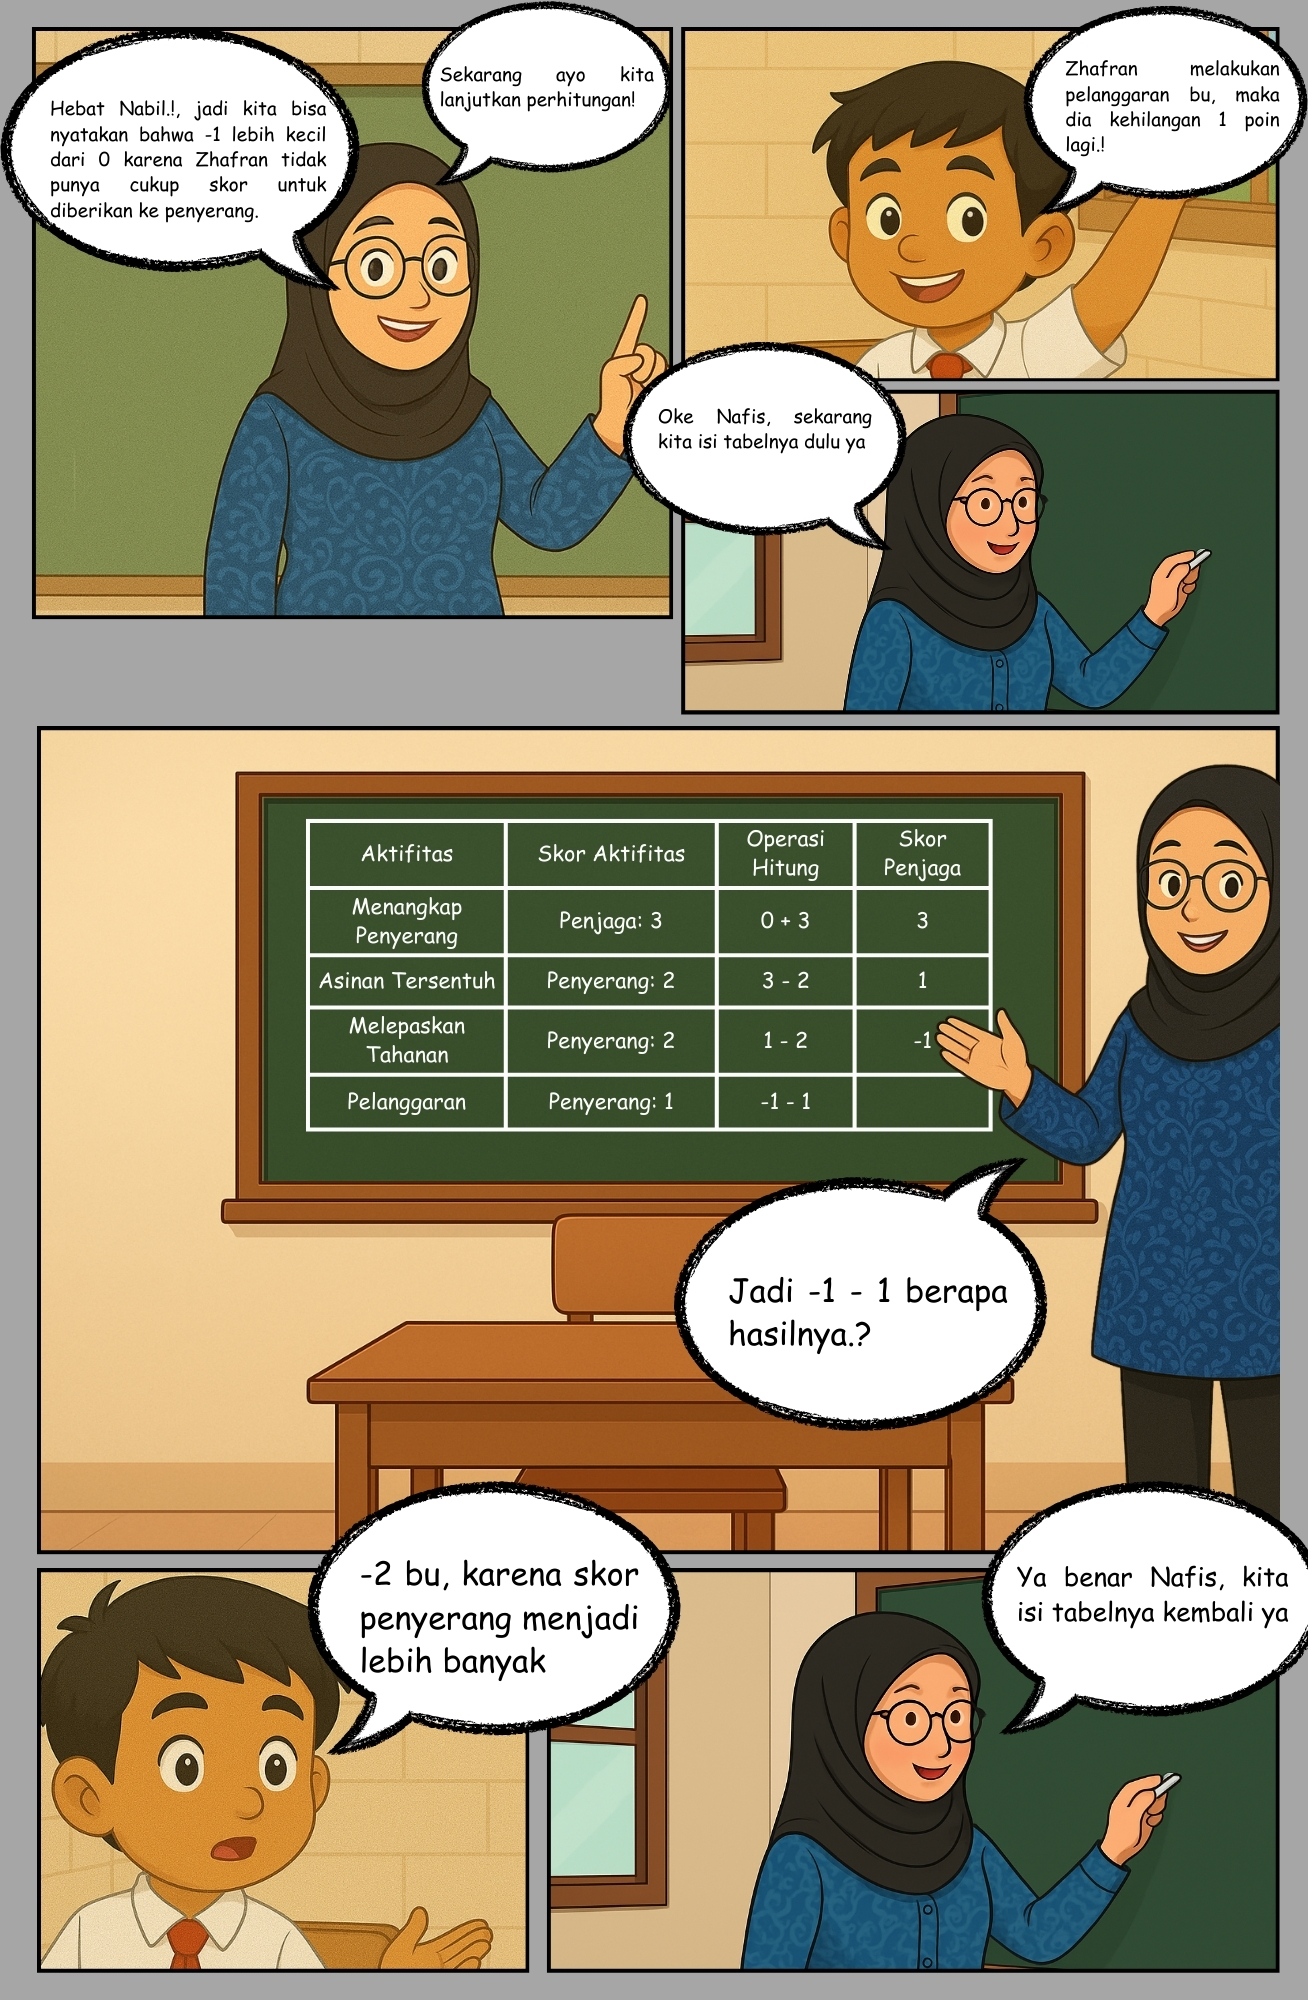 Hebat Nabil.!, jadi kita bisa
nyatakan bahwa -1 lebih kecil
dari 0 karena Zhafran tidak
punya cukup skor untuk
diberikan ke penyerang.
Sekarang ayo kita
lanjutkan perhitungan!
Zhafran melakukan
pelanggaran bu, maka
dia kehilangan 1 poin
lagi.!
Oke Nafis, sekarang
kita isi tabelnya dulu ya
Aktifitas Skor Aktifitas Operasi Hitung Skor Penjaga
Menangkap Penyerang Penjaga: 3 0 + 3 3
Asinan Tersentuh Penyerang: 2 3 - 2 1
Melepaskan Tahanan Penyerang: 2 1 - 2 -1
Pelanggaran Penyerang: 1 -1 - 1
Jadi -1 - 1 berapa
hasilnya.?
-2 bu, karena skor
penyerang menjadi
lebih banyak
Ya benar Nafis, kita
isi tabelnya kembali ya